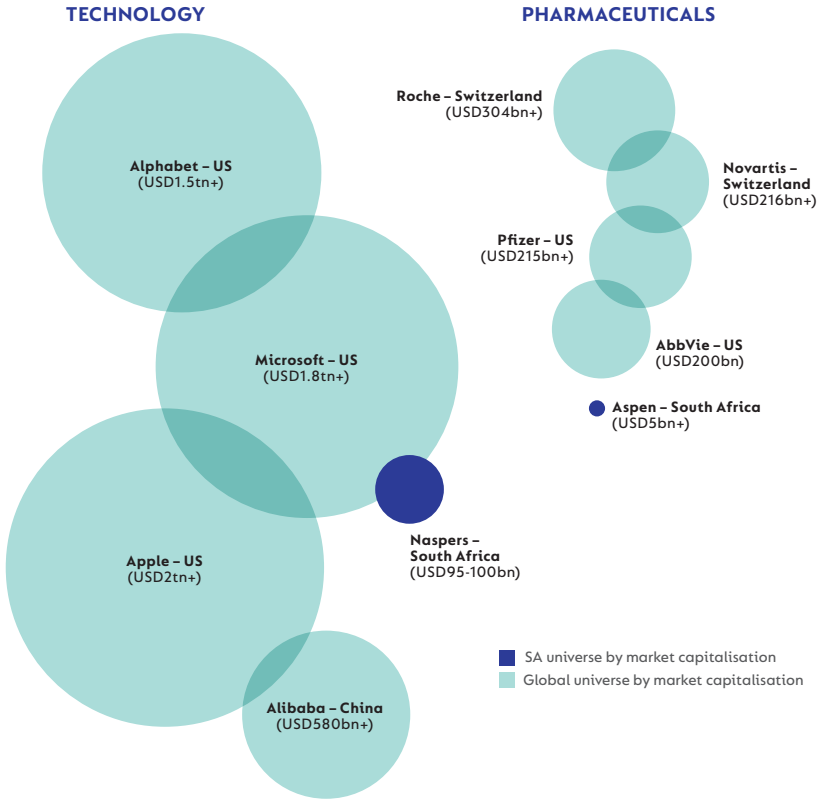 TECHNOLOGY
Alphabet – US
(USD1.5tn+)
Microsoft – US
(USD1.8tn+)
Naspers –
South Africa
(USD95-100bn)
Apple – US
(USD2tn+)
Alibaba – China
(USD580bn+)
PHARMACEUTICALS
Roche – Switzerland
(USD304bn+)
Novartis –
Switzerland
(USD216bn+)
Pfizer – US
(USD215bn+)
AbbVie – US
(USD200bn)
Aspen – South Africa
(USD5bn+)
SA universe by market capitalisation
Global universe by market capitalisation